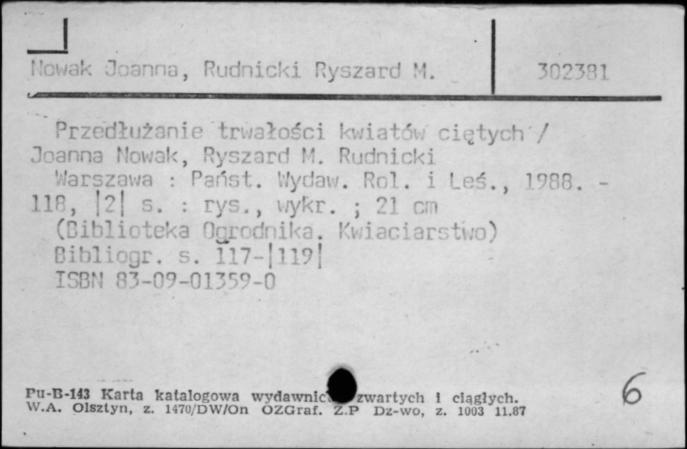 Nowak Joanna, Rudnicki Ryszard M. 302381
Przedłużanie trwałości kwiatów ciętych /
Joanna Nowak, Ryszard M. Rudnicki
Warszawa : Państ. Wydaw. Rol. i Leś., 1988. -
118, |2| s. : rys., wykr. ; 21 cm
(Biblioteka Ogrodnika. Kwiaciarstwo)
Bibliogr. s. 117-|119|
ISBN 83-09-01359-0
Pu-B-143 Karta katalogowa zwartych i ciągłych.
W.A. Olsztyn, z. 1470/DW/On OZGraf. Z.P Dz-wo, z. 1003 11.87
6